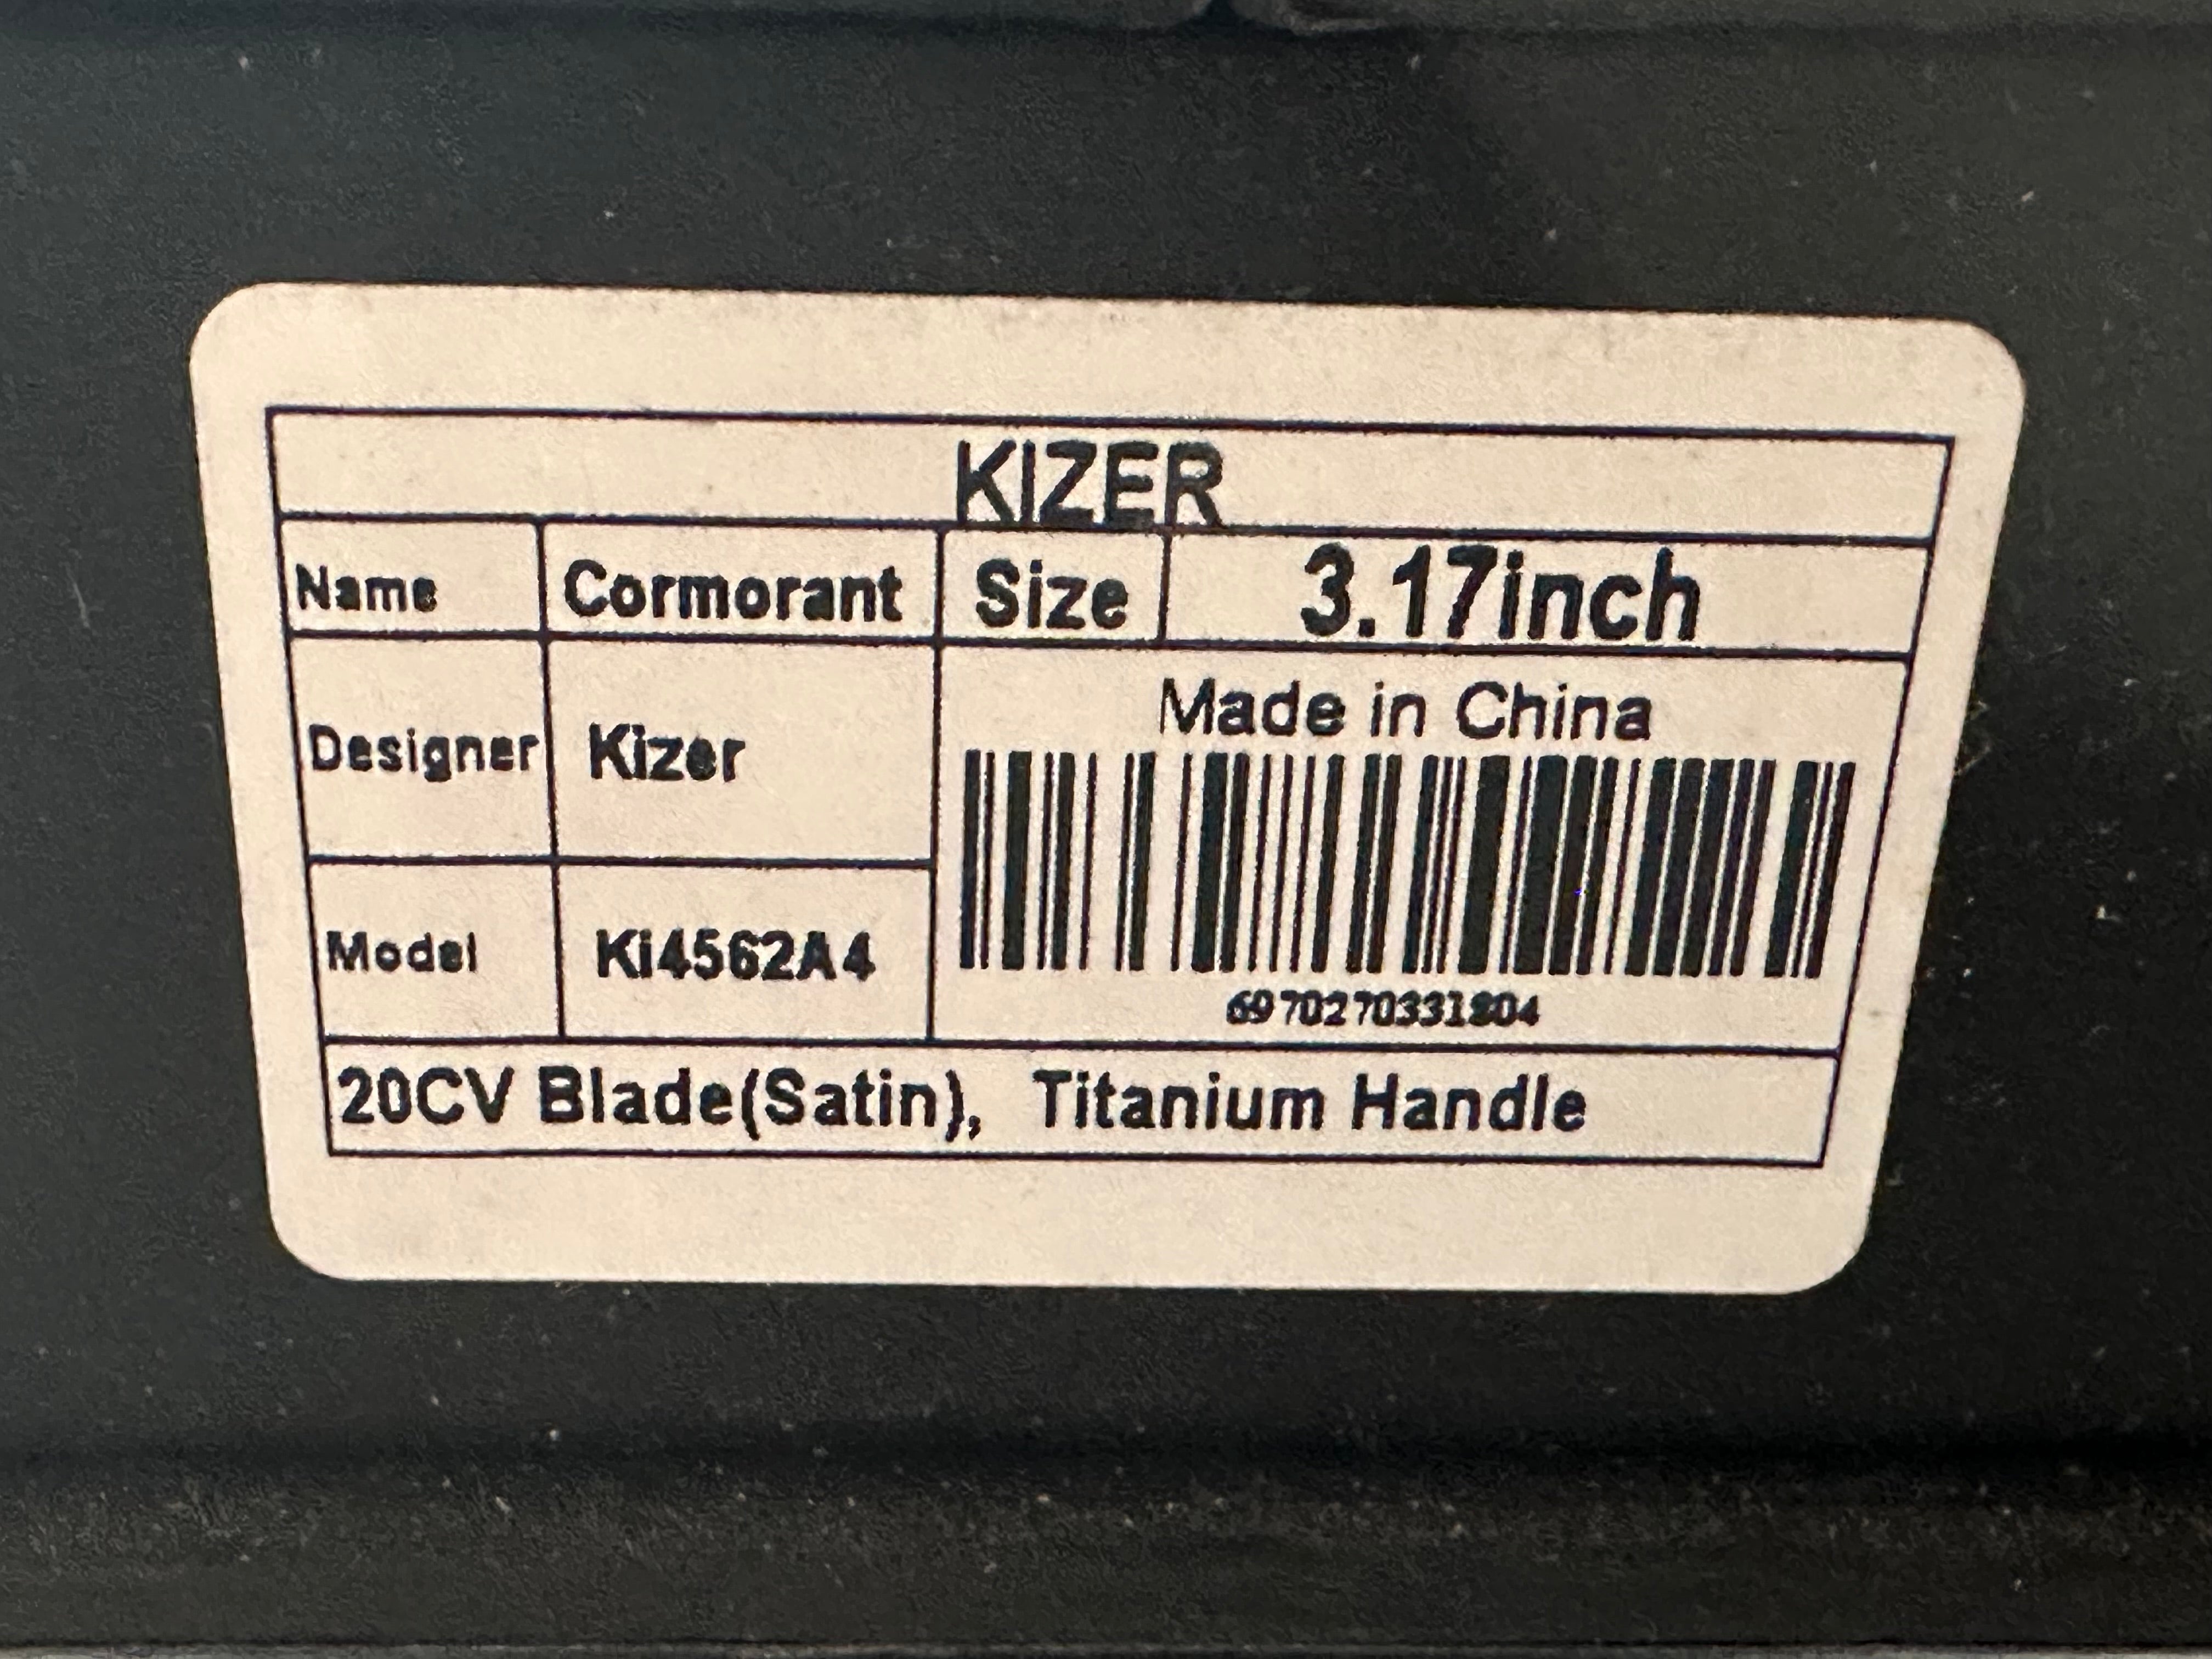 KIZER
Name Cormorant Size 3.17inch
Designer Kizer Made in China
Model Ki4562A4
6970270331804
20CV Blade(Satin), Titanium Handle